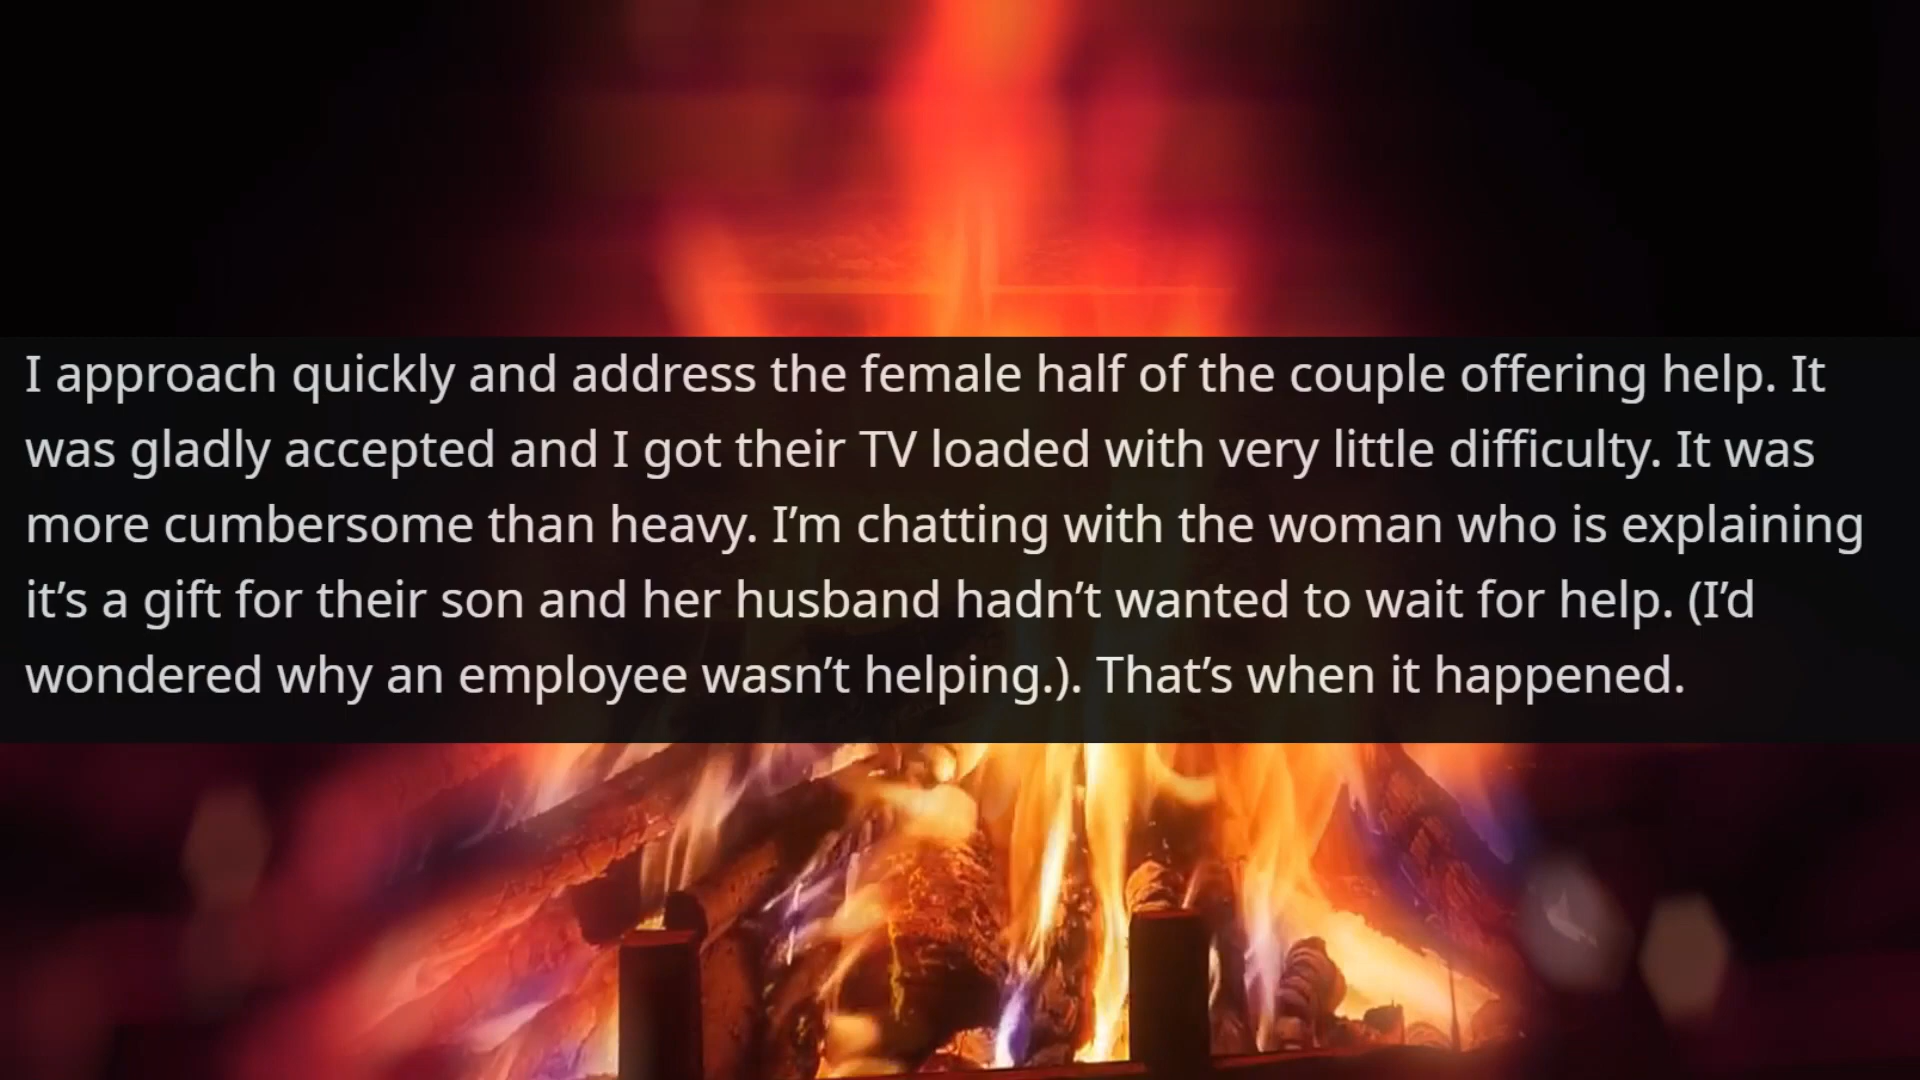 I approach quickly and address the female half of the couple offering help. It
was gladly accepted and I got their TV loaded with very little difficulty. It was
more cumbersome than heavy. I’m chatting with the woman who is explaining
it’s a gift for their son and her husband hadn’t wanted to wait for help. (I’d
wondered why an employee wasn’t helping.). That’s when it happened.